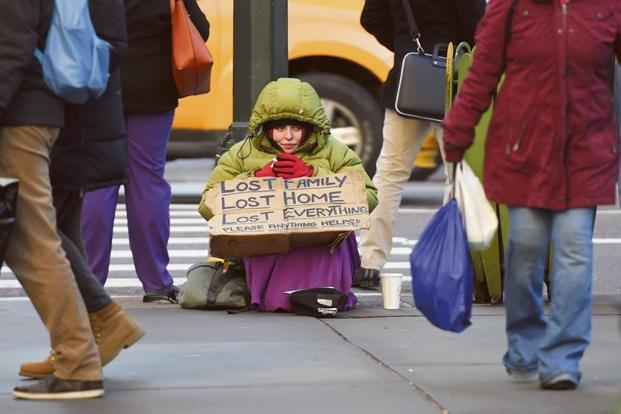 LOST FAMILY
LOST HOME
LOST EVERYTHING
PLEASE ANYTHING HELPS!!